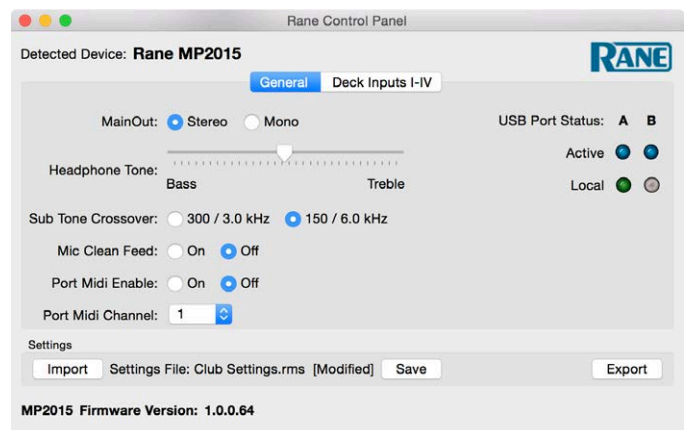 Rane Control Panel
Detected Device: Rane MP2015
RANE
General Deck Inputs I-IV
MainOut: Stereo Mono
USB Port Status: A B
Active
Headphone Tone:
Bass Treble
Local
Sub Tone Crossover: 300 / 3.0 kHz 150 / 6.0 kHz
Mic Clean Feed: On Off
Port Midi Enable: On Off
Port Midi Channel: 1
Settings
Import Settings File: Club Settings.rms [Modified] Save Export
MP2015 Firmware Version: 1.0.0.64